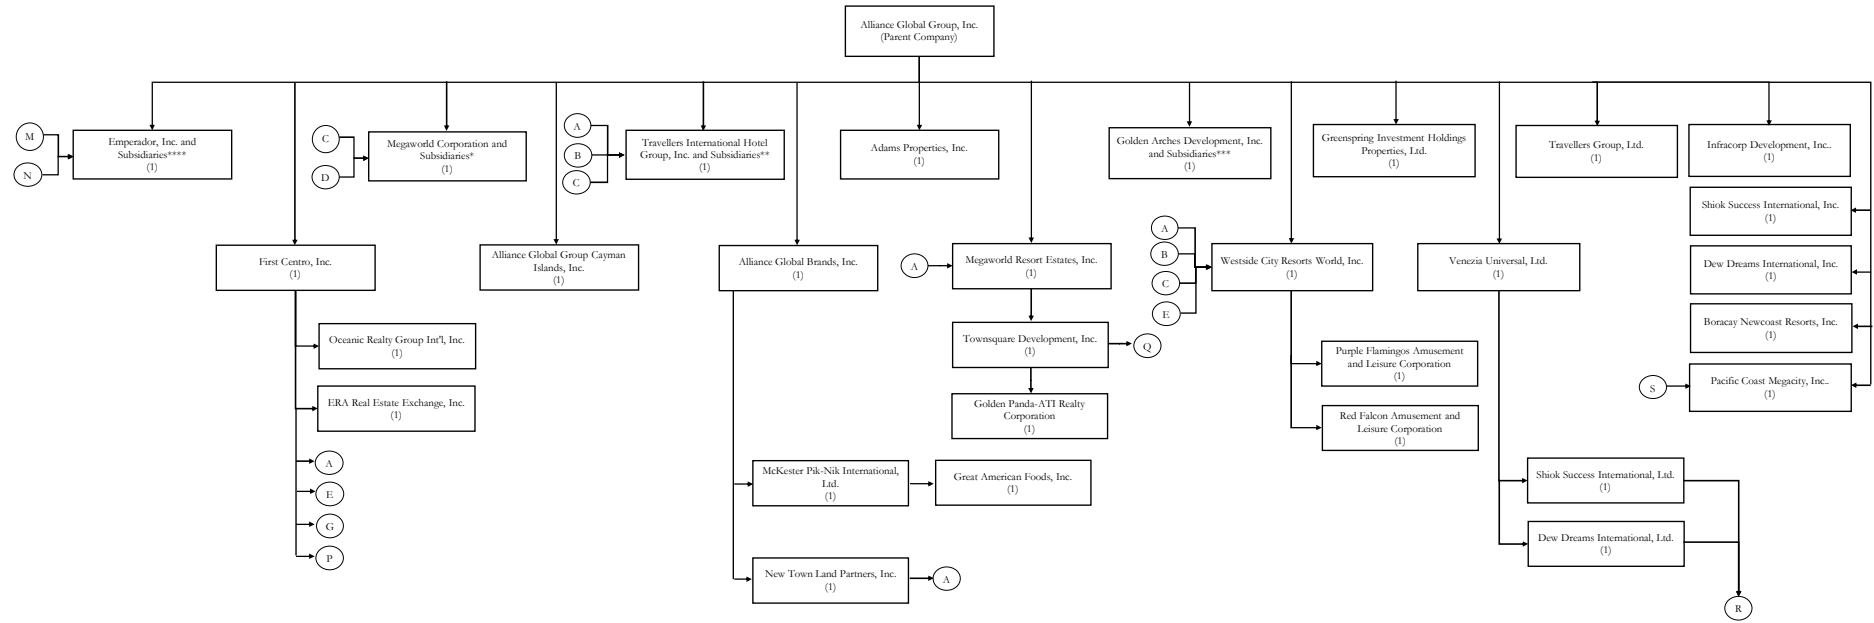 Alliance Global Group, Inc.
(Parent Company)
M
N
Emperador, Inc. and
Subsidiaries****
(1)
C
D
Megaworld Corporation and
Subsidiaries*
(1)
A
B
C
Travellers International Hotel
Group, Inc. and Subsidiaries**
(1)
Adams Properties, Inc.
(1)
Golden Arches Development, Inc.
and Subsidiaries***
(1)
Greenspring Investment Holdings
Properties, Ltd.
(1)
Travellers Group, Ltd.
(1)
Infracorp Development, Inc..
(1)
Shiok Success International, Inc.
(1)
Dew Dreams International, Inc.
(1)
Boracay Newcoast Resorts, Inc.
(1)
S
Pacific Coast Megacity, Inc..
(1)
First Centro, Inc.
(1)
Alliance Global Group Cayman
Islands, Inc.
(1)
Alliance Global Brands, Inc.
(1)
A
Megaworld Resort Estates, Inc.
(1)
A
B
C
E
Westside City Resorts World, Inc.
(1)
Venezia Universal, Ltd.
(1)
Oceanic Realty Group Int'l, Inc.
(1)
ERA Real Estate Exchange, Inc.
(1)
A
E
G
P
Townsquare Development, Inc.
(1)
Q
Golden Panda-ATI Realty
Corporation
(1)
Purple Flamingos Amusement
and Leisure Corporation
(1)
Red Falcon Amusement and
Leisure Corporation
(1)
McKester Pik-Nik International,
Ltd.
(1)
Great American Foods, Inc.
(1)
New Town Land Partners, Inc.
(1)
A
Shiok Success International, Ltd.
(1)
Dew Dreams International, Ltd.
(1)
R